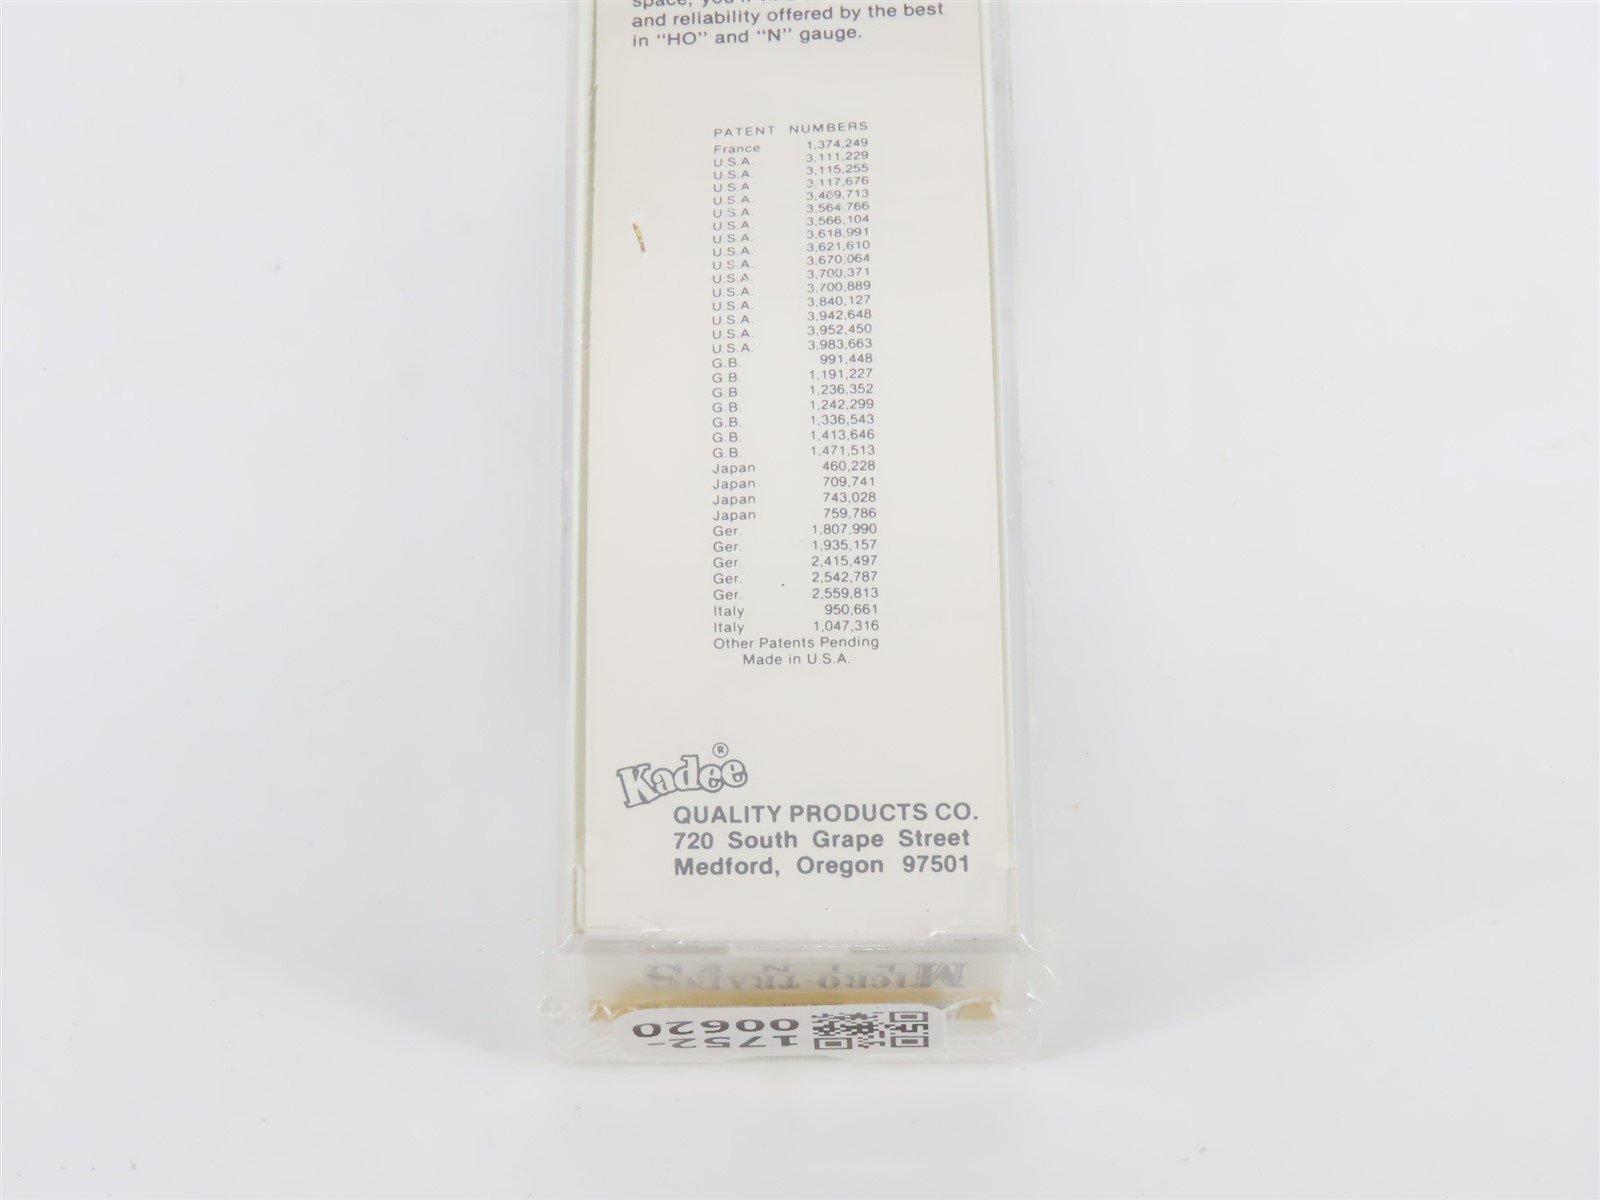 and reliability offered by the best
in "HO" and "N" gauge.
PATENT NUMBERS
France 1,374,249
U.S.A. 3,111,229
U.S.A. 3,115,255
U.S.A 3,117,676
U.S.A. 3,469,713
U.S.A. 3,564,766
U.S.A. 3,566,104
U.S.A. 3,618,991
U.S.A. 3,621,610
U.S.A. 3,670,064
U.S.A. 3,700,371
U.S.A. 3,700,889
U.S.A. 3,840,127
U.S.A. 3,942,648
U.S.A. 3,952,450
U.S.A. 3,983,663
G.B. 991,448
G.B. 1,191,227
G.B. 1,236,352
G.B. 1,242,299
G.B. 1,336,543
G.B. 1,413,646
G.B. 1,471,513
Japan 460,228
Japan 709,741
Japan 743,028
Japan 759,786
Ger. 1,807,990
Ger. 1,935,157
Ger. 2,415,497
Ger. 2,542,787
Ger. 2,559,813
Italy 950,661
Italy 1,047,316
Other Patents Pending
Made in U.S.A.
Kadee®
QUALITY PRODUCTS CO.
720 South Grape Street
Medford, Oregon 97501
MICRO-TRAINS
LINE
1752-
00620